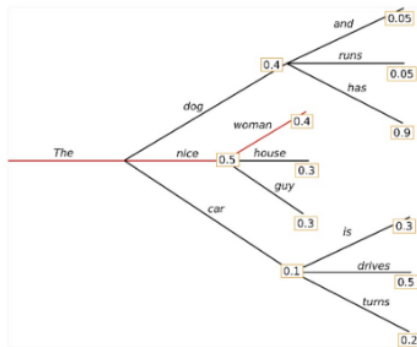 and
0.05
runs
0.4
0.05
has
dog
woman
0.4
0.9
The
nice
0.5
house
0.3
guy
car
0.3
is
0.3
0.1
drives
0.5
turns
0.2